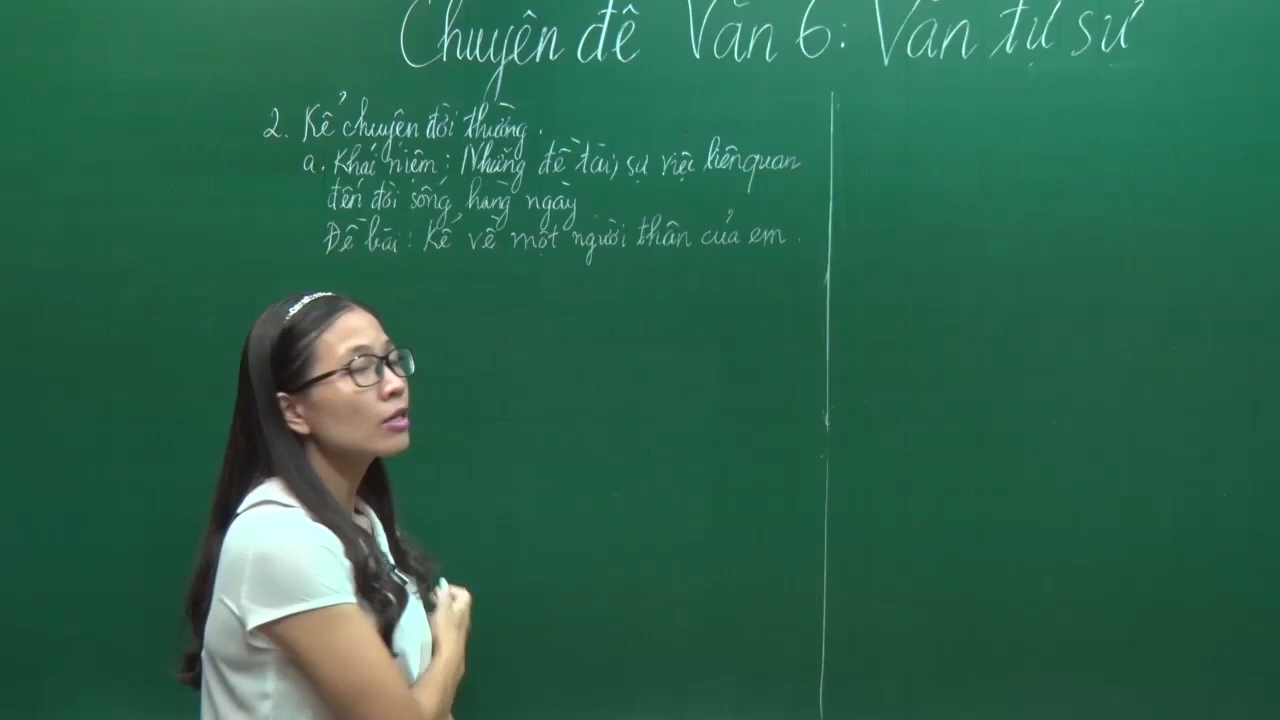 Chuyên đề Văn 6: Văn tự sự
2. Kể chuyện đời thường.
a. Khái niệm: Những đề tài, sự việc liên quan
đến đời sống hàng ngày
Đề bài: Kể về một người thân của em.